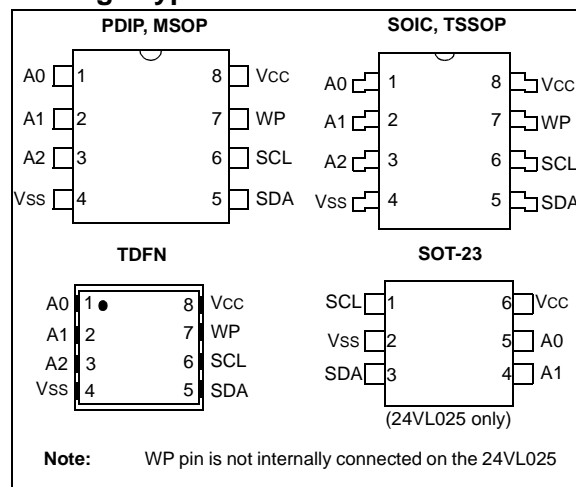 PDIP, MSOP
A0 1 8 VCC
A1 2 7 WP
A2 3 6 SCL
VSS 4 5 SDA
SOIC, TSSOP
A0 1 8 VCC
A1 2 7 WP
A2 3 6 SCL
VSS 4 5 SDA
TDFN
A0 1 8 VCC
A1 2 7 WP
A2 3 6 SCL
VSS 4 5 SDA
SOT-23
SCL 1 6 VCC
VSS 2 5 A0
SDA 3 4 A1
(24VL025 only)
Note: WP pin is not internally connected on the 24VL025